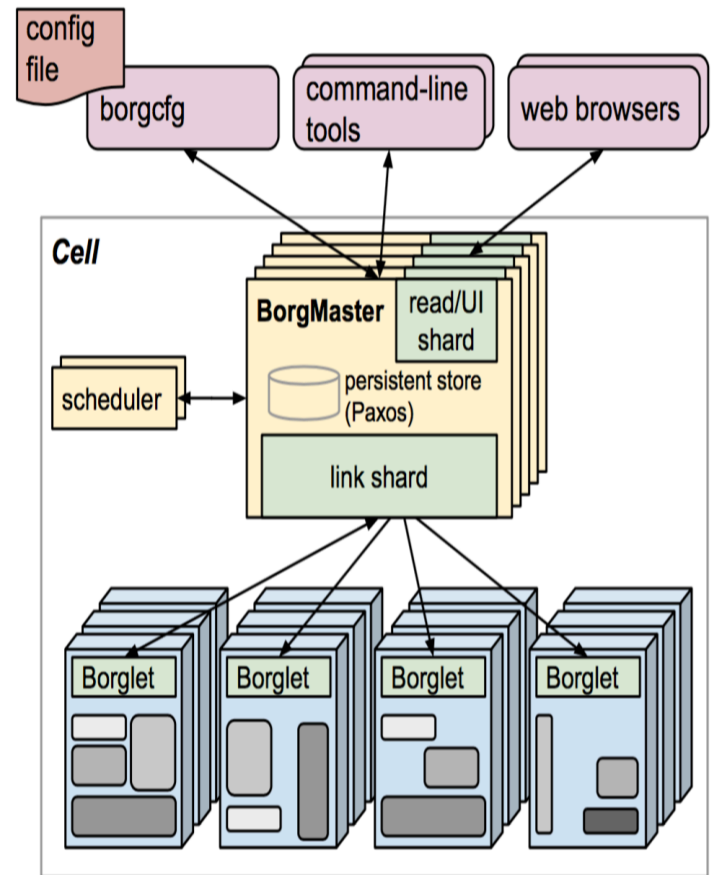 config
file
borgcfg
command-line
tools
web browsers
Cell
BorgMaster
read/UI
shard
persistent store
(Paxos)
scheduler
link shard
Borglet
Borglet
Borglet
Borglet